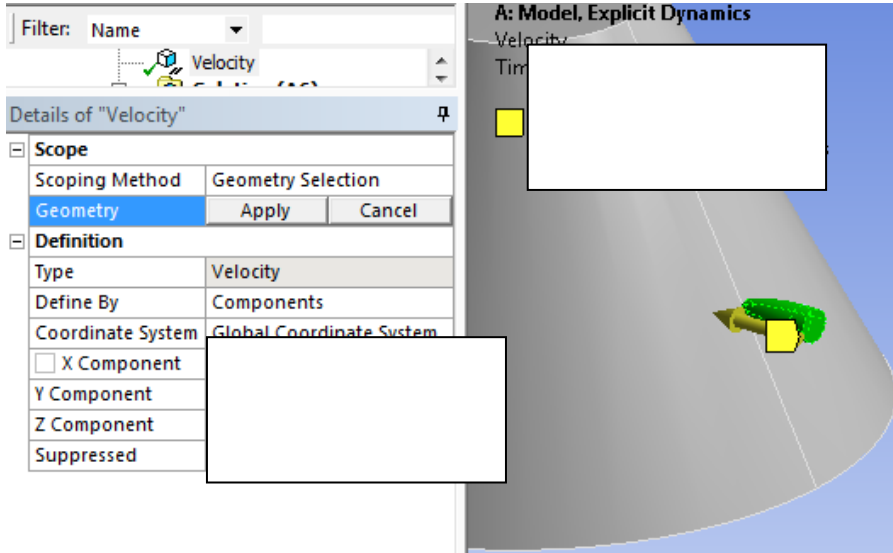 Filter: Name
Velocity
Details of "Velocity"
Scope
Scoping Method Geometry Selection
Geometry Apply Cancel
Definition
Type Velocity
Define By Components
Coordinate System Global Coordinate System
X Component
Y Component
Z Component
Suppressed
A: Model, Explicit Dynamics
Velocity